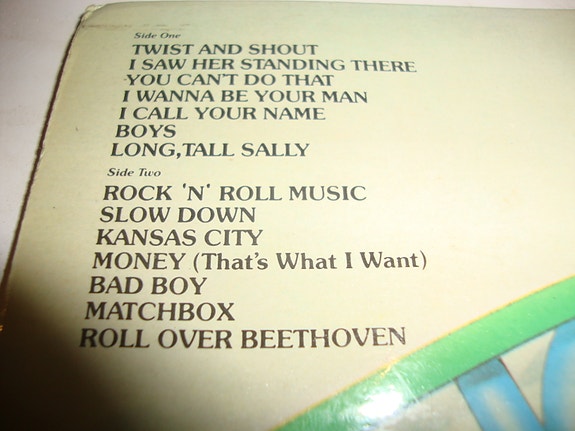 Side One
TWIST AND SHOUT
I SAW HER STANDING THERE
YOU CAN'T DO THAT
I WANNA BE YOUR MAN
I CALL YOUR NAME
BOYS
LONG,TALL SALLY
Side Two
ROCK 'N' ROLL MUSIC
SLOW DOWN
KANSAS CITY
MONEY (That's What I Want)
BAD BOY
MATCHBOX
ROLL OVER BEETHOVEN